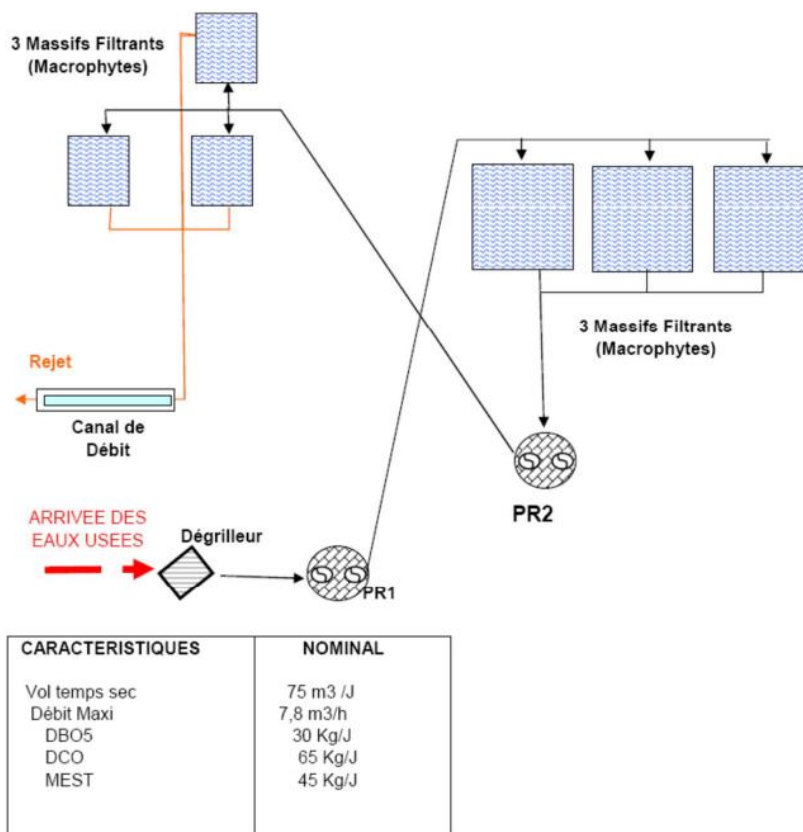 3 Massifs Filtrants
(Macrophytes)
3 Massifs Filtrants
(Macrophytes)
Rejet
Canal de
Débit
PR2
ARRIVEE DES
EAUX USEES
Dégrilleur
PR1
CARACTERISTIQUES NOMINAL
Vol temps sec 75 m3 /J
Débit Maxi 7,8 m3/h
DBO5 30 Kg/J
DCO 65 Kg/J
MEST 45 Kg/J